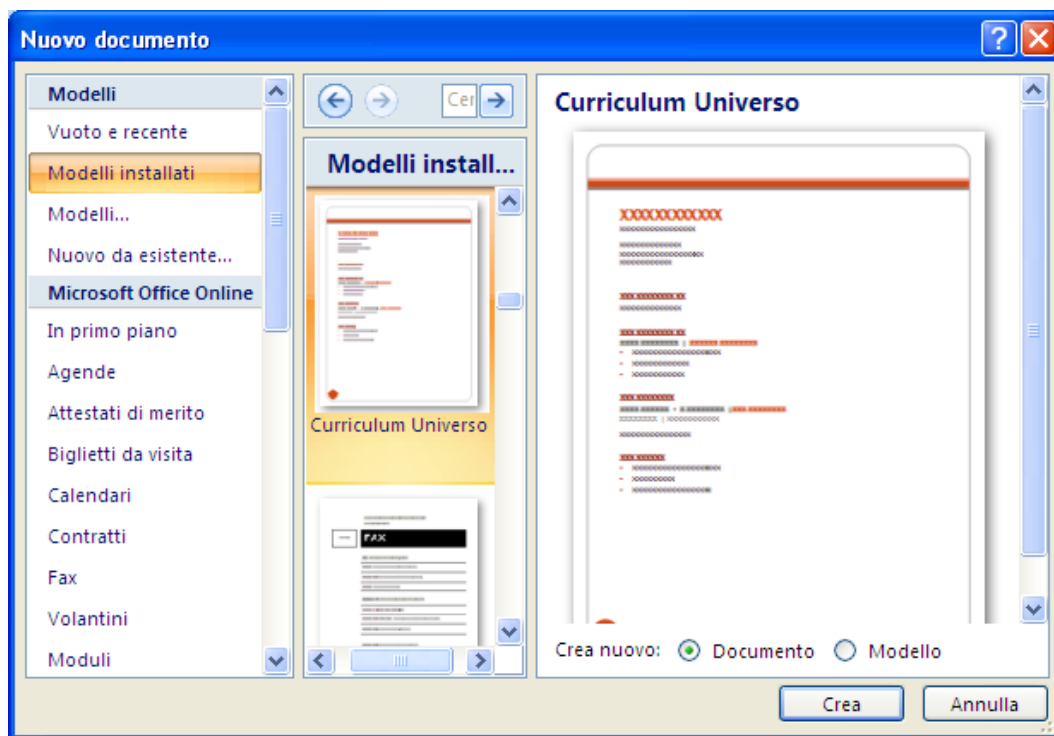 Nuovo documento
Modelli
Vuoto e recente
Modelli installati
Modelli...
Nuovo da esistente...
Microsoft Office Online
In primo piano
Agende
Attestati di merito
Biglietti da visita
Calendari
Contratti
Fax
Volantini
Moduli
Cer
Modelli install...
Curriculum Universo
FAX
Curriculum Universo
Crea nuovo: Documento Modello
Crea Annulla